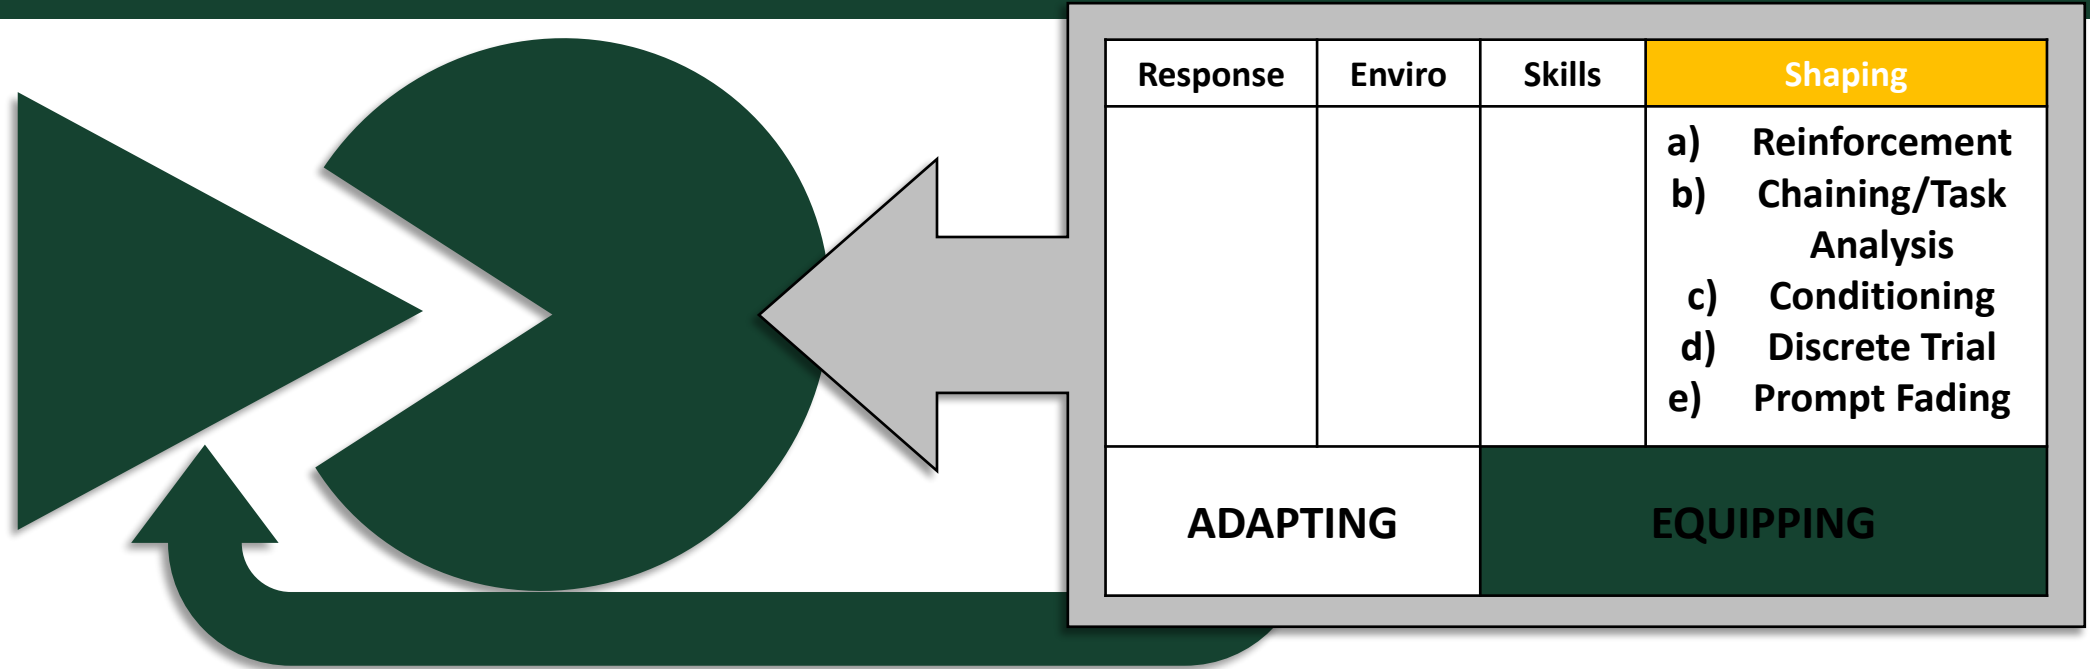 Response Enviro Skills Shaping
a) Reinforcement
b) Chaining/Task
Analysis
c) Conditioning
d) Discrete Trial
e) Prompt Fading
ADAPTING EQUIPPING